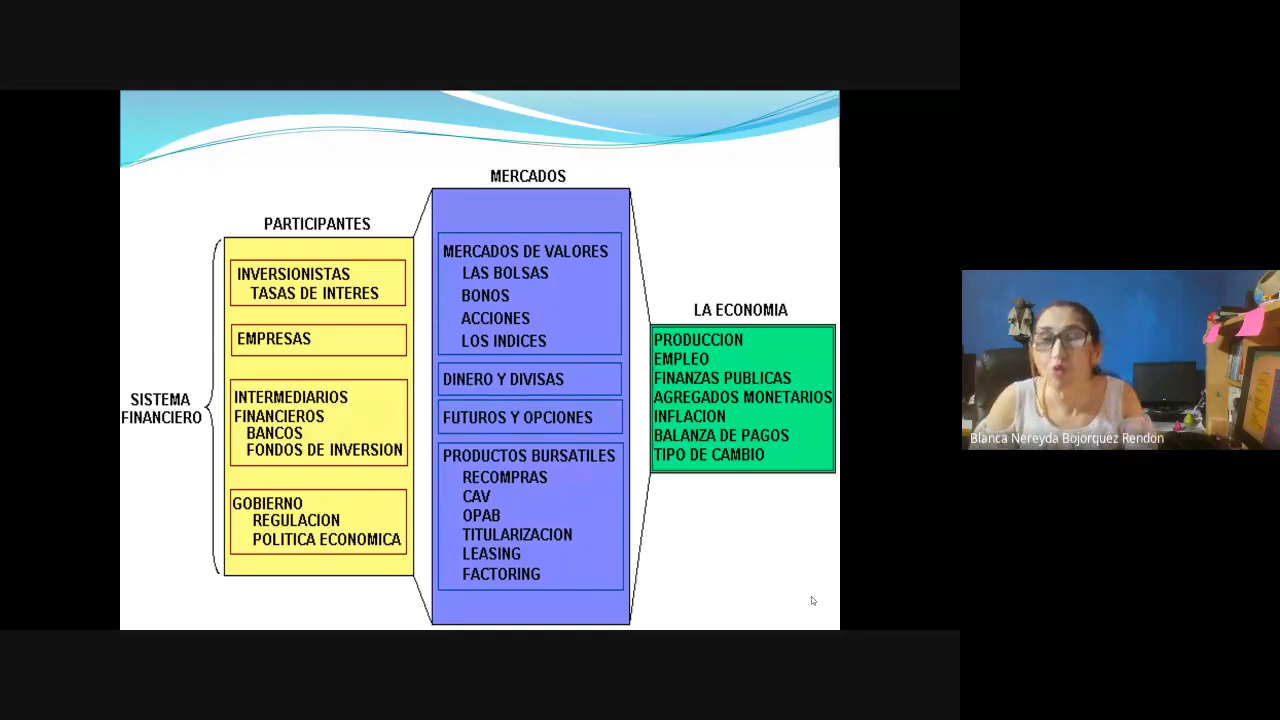 MERCADOS
PARTICIPANTES
INVERSIONISTAS
TASAS DE INTERES
EMPRESAS
SISTEMA
FINANCIERO
INTERMEDIARIOS
FINANCIEROS
BANCOS
FONDOS DE INVERSION
GOBIERNO
REGULACION
POLITICA ECONOMICA
MERCADOS DE VALORES
LAS BOLSAS
BONOS
ACCIONES
LOS INDICES
DINERO Y DIVISAS
FUTUROS Y OPCIONES
PRODUCTOS BURSATILES
RECOMPRAS
CAV
OPAB
TITULARIZACION
LEASING
FACTORING
LA ECONOMIA
PRODUCCION
EMPLEO
FINANZAS PUBLICAS
AGREGADOS MONETARIOS
INFLACION
BALANZA DE PAGOS
TIPO DE CAMBIO
Blanca Nereyda Bojorquez Rendon